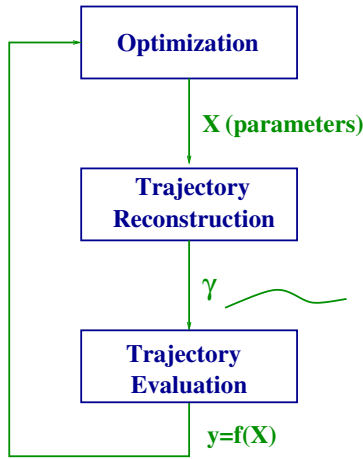 Optimization
X (parameters)
Trajectory
Reconstruction
γ
Trajectory
Evaluation
y=f(X)